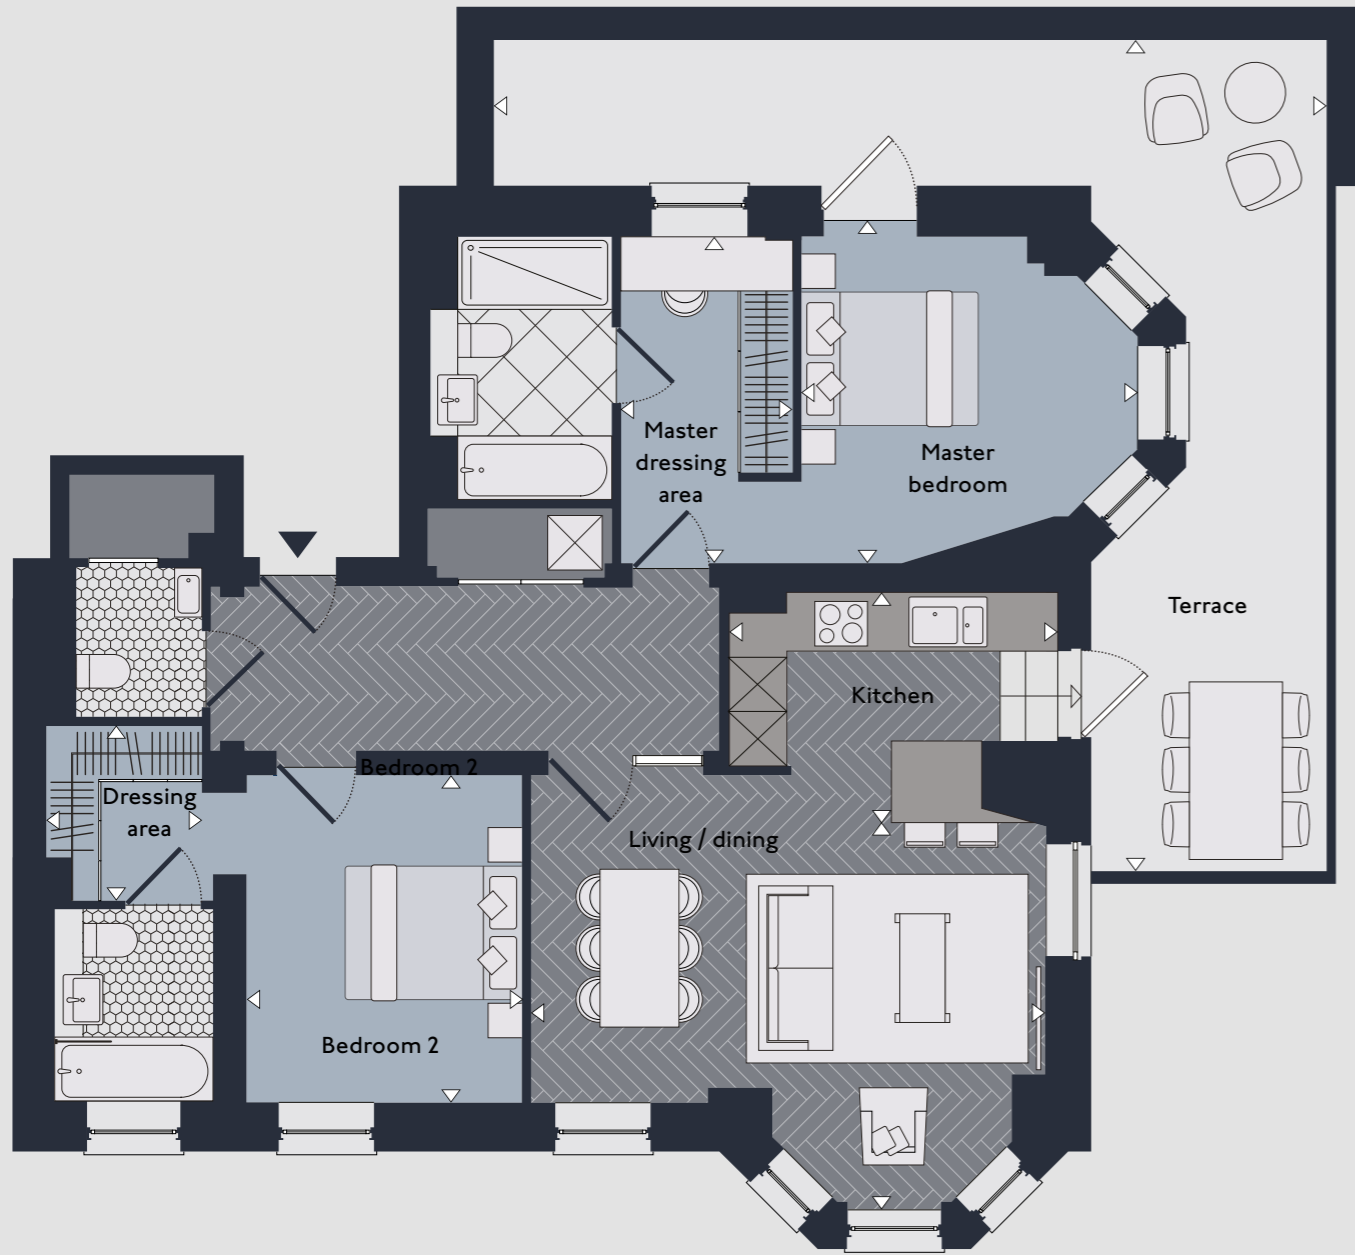 Master
dressing
area
Master
bedroom
Terrace
Kitchen
Bedroom 2
Dressing
area
Living / dining
Bedroom 2